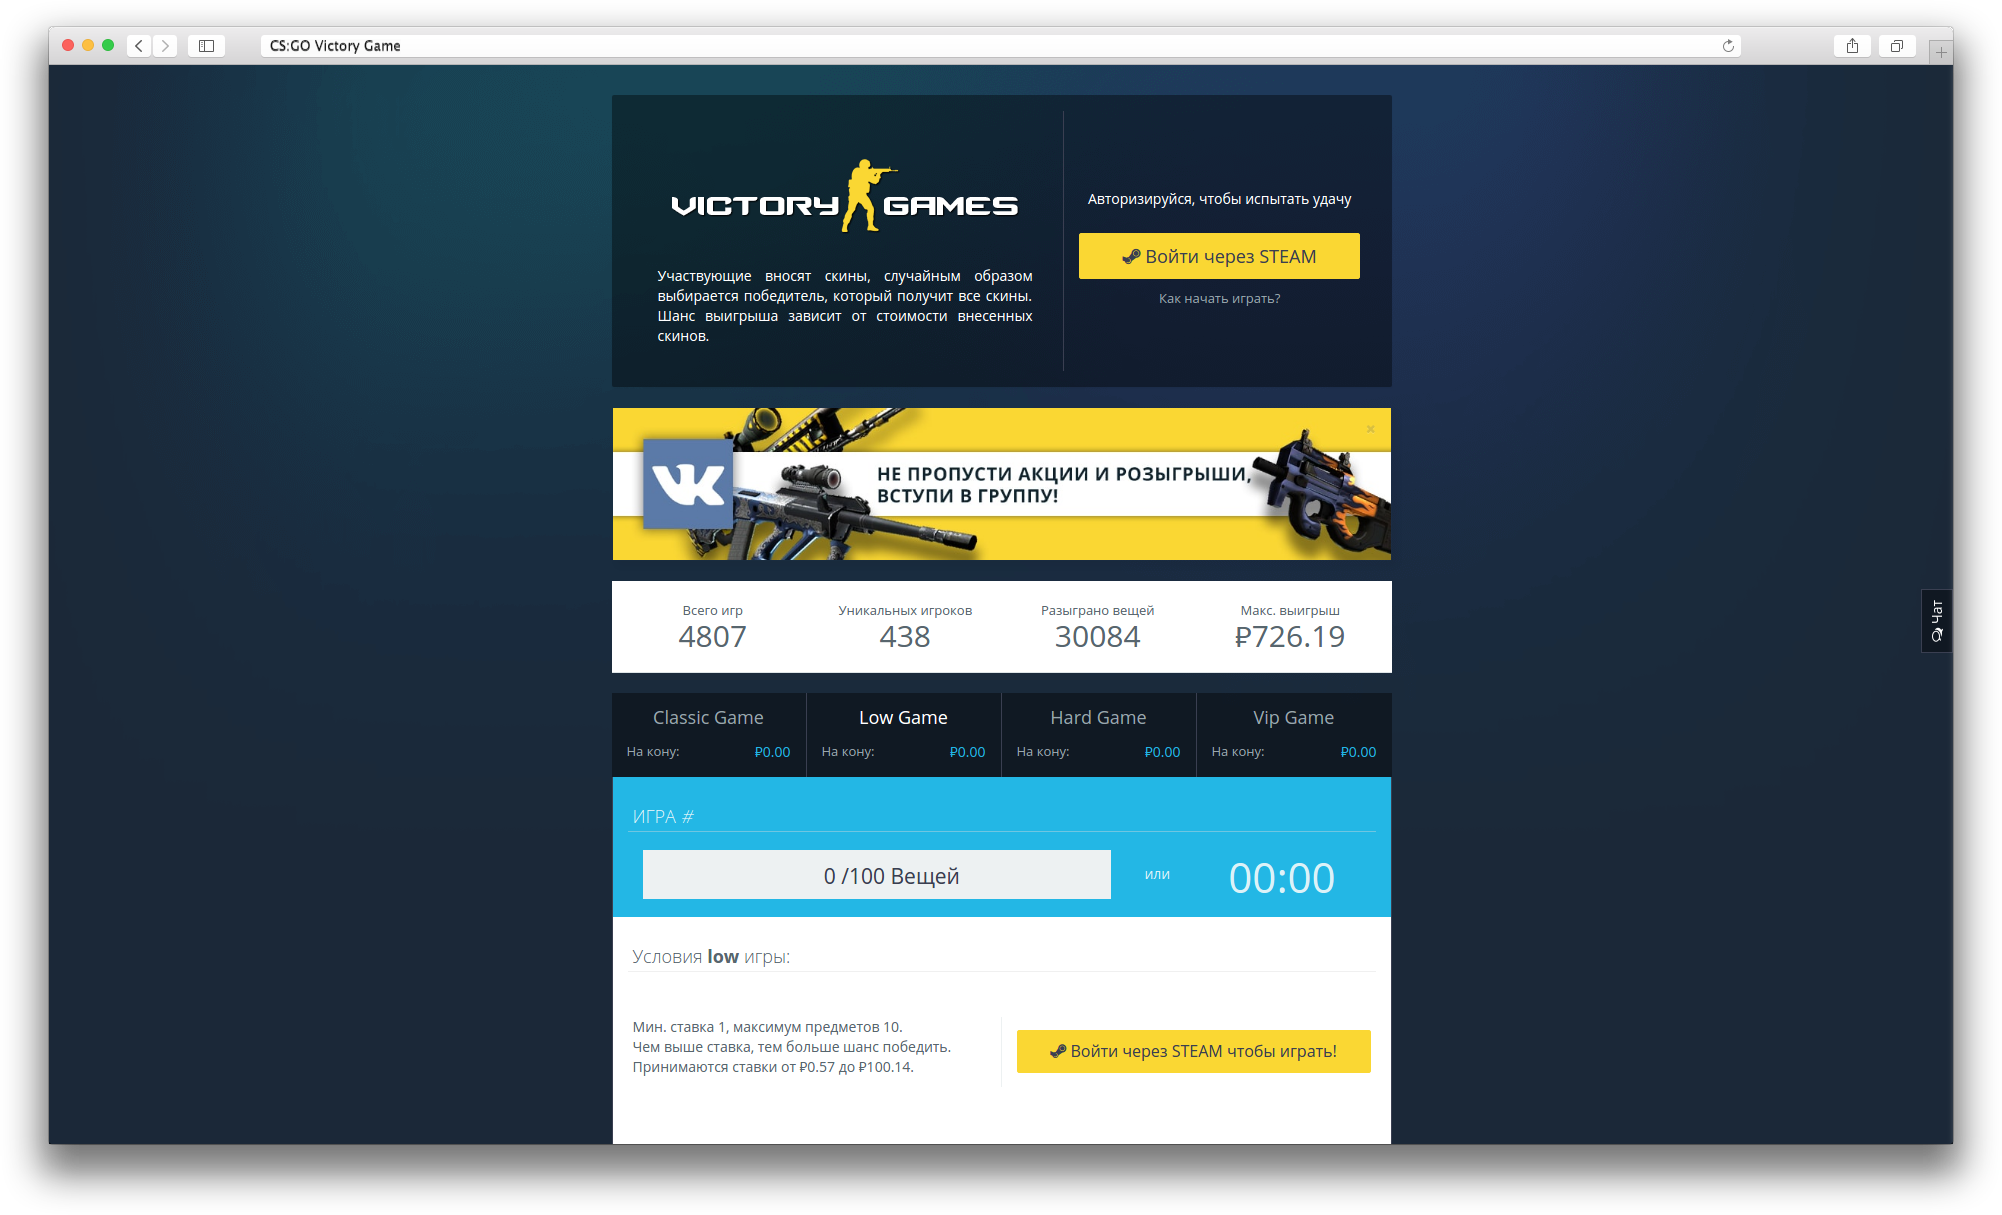 CS:GO Victory Game
VICTORY GAMES
Участвующие вносят скины, случайным образом
выбирается победитель, который получит все скины.
Шанс выигрыша зависит от стоимости внесенных
скинов.
Авторизируйся, чтобы испытать удачу
Войти через STEAM
Как начать играть?
НЕ ПРОПУСТИ АКЦИИ И РОЗЫГРЫШИ,
ВСТУПИ В ГРУППУ!
Всего игр
4807
Уникальных игроков
438
Разыграно вещей
30084
Макс. выигрыш
₽726.19
Чат
Classic Game
На кону: ₽0.00
Low Game
На кону: ₽0.00
Hard Game
На кону: ₽0.00
Vip Game
На кону: ₽0.00
ИГРА #
0 /100 Вещей
или
00:00
Условия low игры:
Мин. ставка 1, максимум предметов 10.
Чем выше ставка, тем больше шанс победить.
Принимаются ставки от ₽0.57 до ₽100.14.
Войти через STEAM чтобы играть!